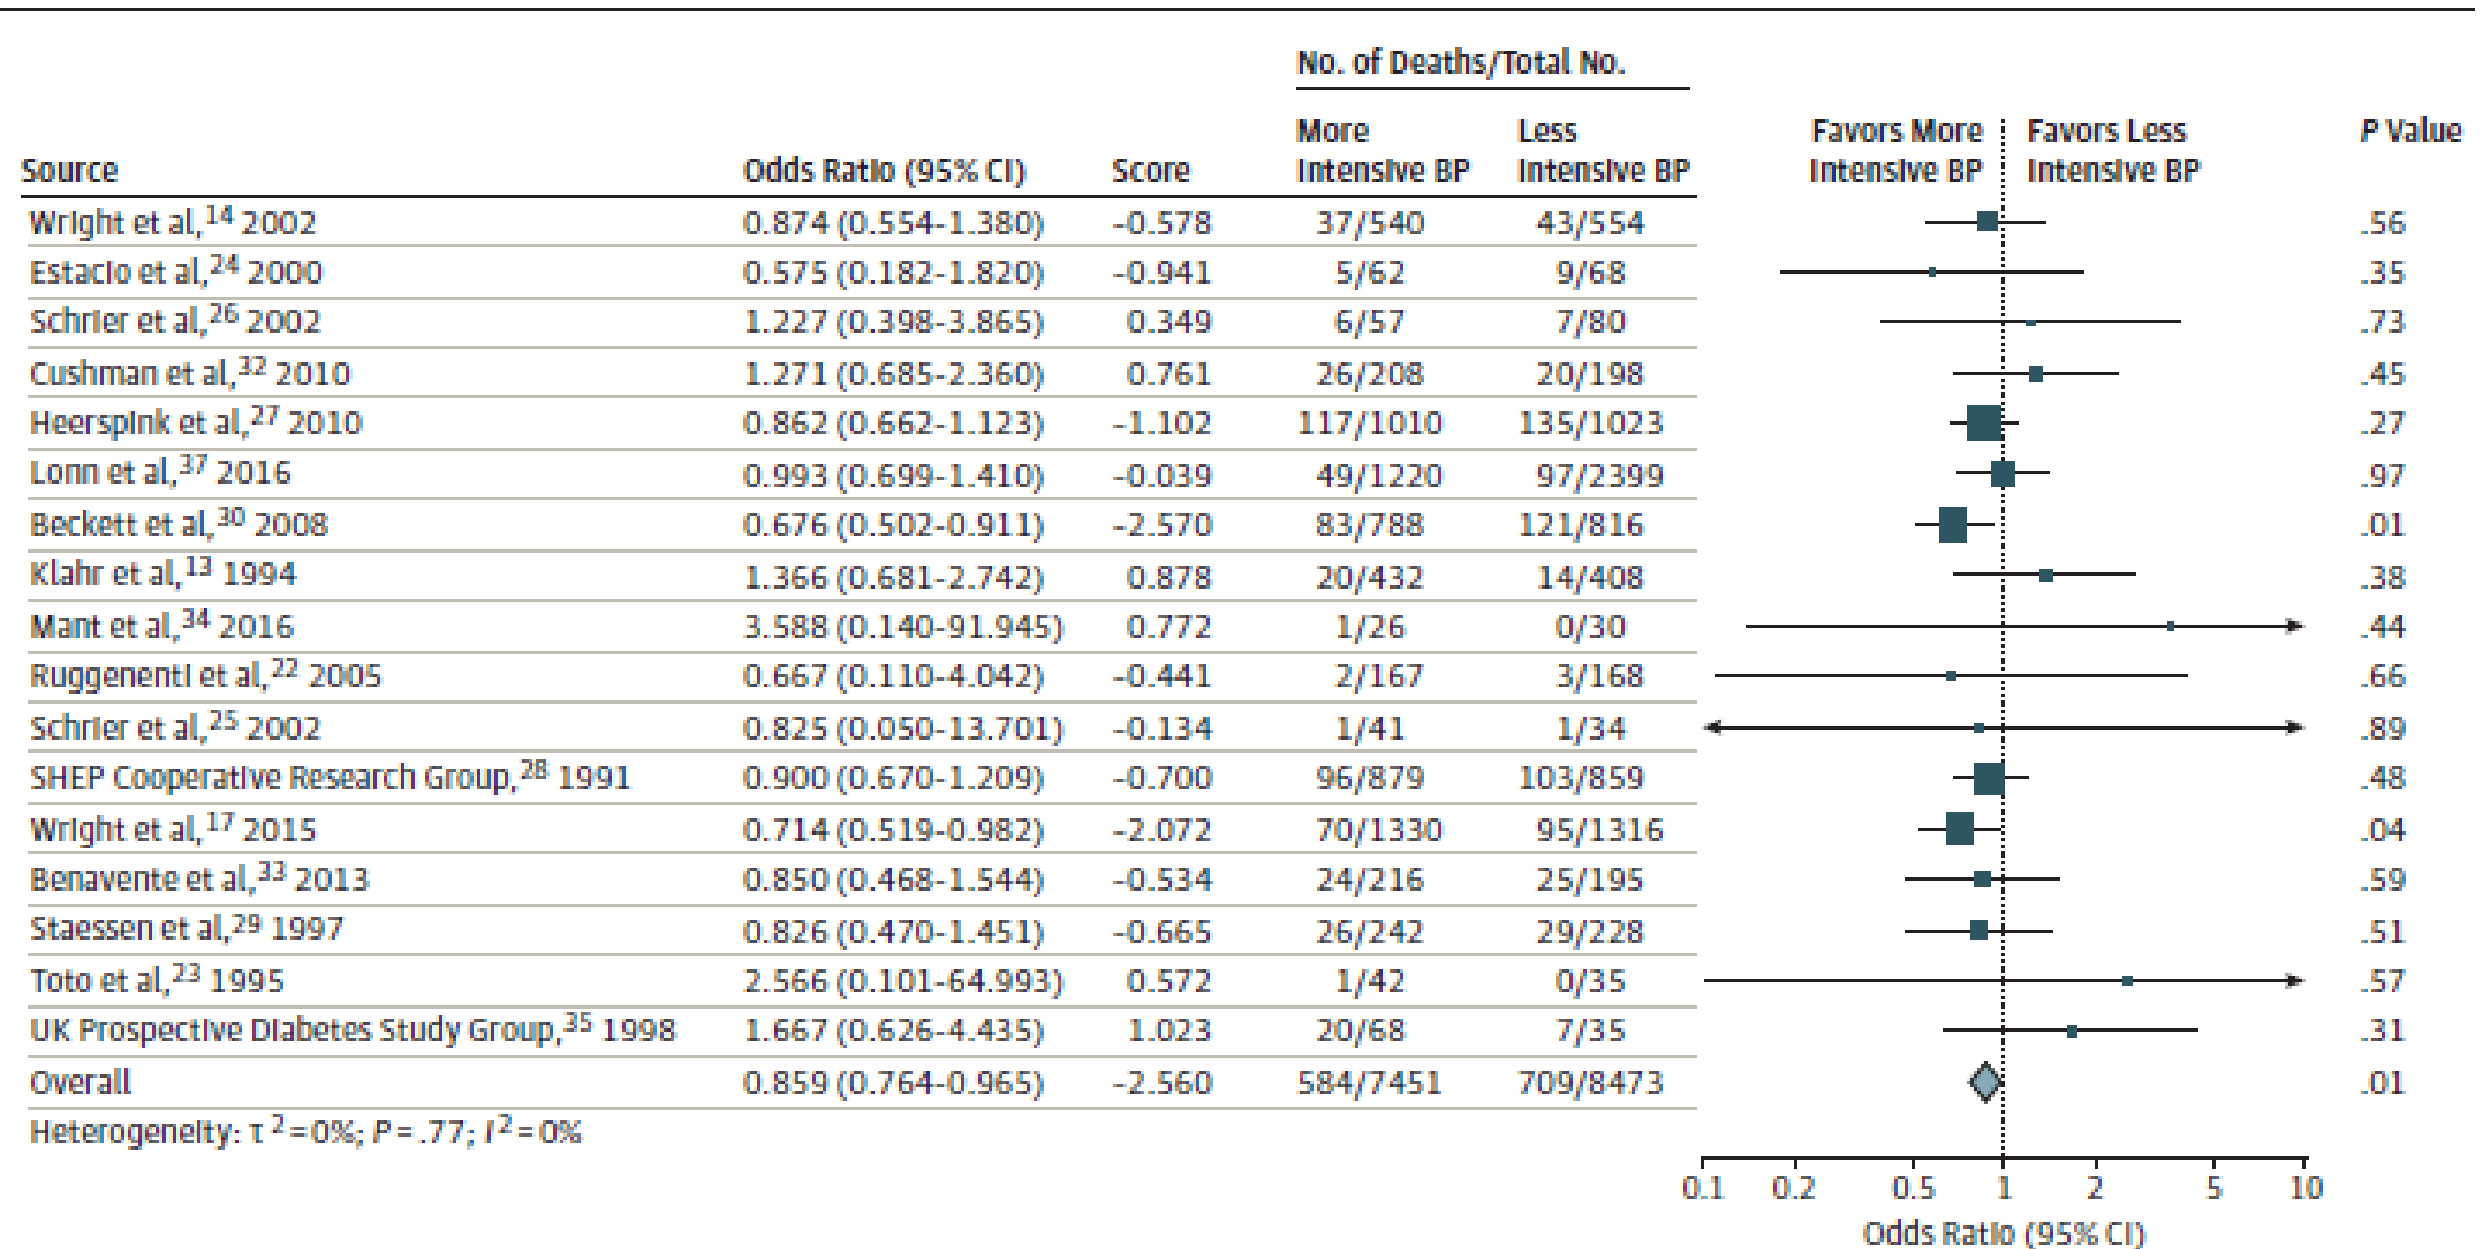 No. of Deaths/Total No.
Source Odds Ratio (95% CI) Score More Intensive BP Less Intensive BP Favors More Intensive BP Favors Less Intensive BP P Value
Wright et al,14 2002 0.874 (0.554-1.380) -0.578 37/540 43/554 .56
Estacio et al,24 2000 0.575 (0.182-1.820) -0.941 5/62 9/68 .35
Schrier et al,26 2002 1.227 (0.398-3.865) 0.349 6/57 7/80 .73
Cushman et al,32 2010 1.271 (0.685-2.360) 0.761 26/208 20/198 .45
Heerspink et al,27 2010 0.862 (0.662-1.123) -1.102 117/1010 135/1023 .27
Lonn et al,37 2016 0.993 (0.699-1.410) -0.039 49/1220 97/2399 .97
Beckett et al,30 2008 0.676 (0.502-0.911) -2.570 83/788 121/816 .01
Klahr et al,13 1994 1.366 (0.681-2.742) 0.878 20/432 14/408 .38
Mant et al,34 2016 3.588 (0.140-91.945) 0.772 1/26 0/30 .44
Ruggenenti et al,22 2005 0.667 (0.110-4.042) -0.441 2/167 3/168 .66
Schrier et al,25 2002 0.825 (0.050-13.701) -0.134 1/41 1/34 .89
SHEP Cooperative Research Group,28 1991 0.900 (0.670-1.209) -0.700 96/879 103/859 .48
Wright et al,17 2015 0.714 (0.519-0.982) -2.072 70/1330 95/1316 .04
Benavente et al,33 2013 0.850 (0.468-1.544) -0.534 24/216 25/195 .59
Staessen et al,29 1997 0.826 (0.470-1.451) -0.665 26/242 29/228 .51
Toto et al,23 1995 2.566 (0.101-64.993) 0.572 1/42 0/35 .57
UK Prospective Diabetes Study Group,35 1998 1.667 (0.626-4.435) 1.023 20/68 7/35 .31
Overall 0.859 (0.764-0.965) -2.560 584/7451 709/8473 .01
Heterogeneity: τ2=0%; P=.77; I2=0%
0.1 0.2 0.5 1 2 5 10
Odds Ratio (95% CI)